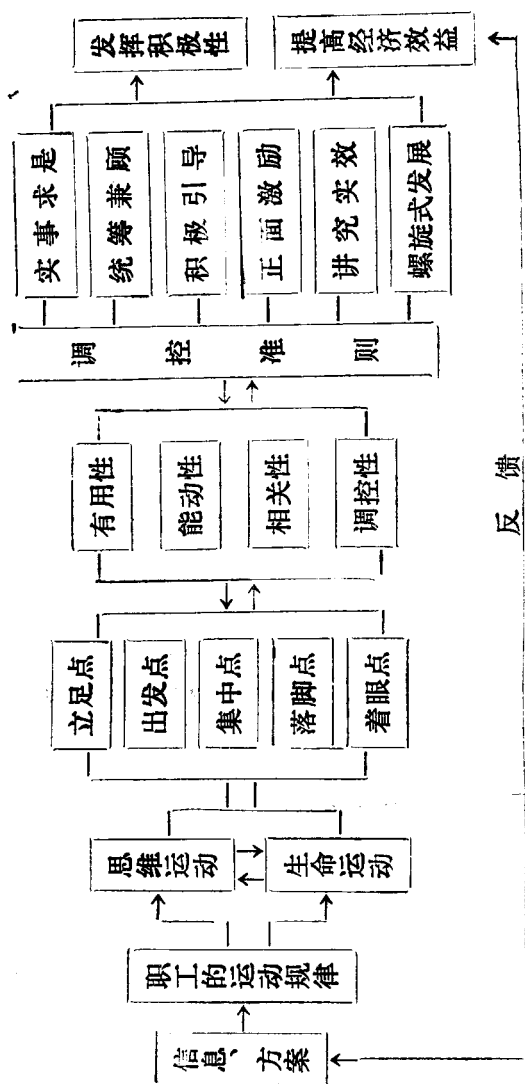 信息、方案
职工的运动规律
思维运动
生命运动
立足点
出发点
集中点
落脚点
着眼点
有用性
能动性
相关性
调控性
调控准则
实事求是
统筹兼顾
积极引导
正面激励
讲究实效
螺旋式发展
发挥积极性
提高经济效益
反馈